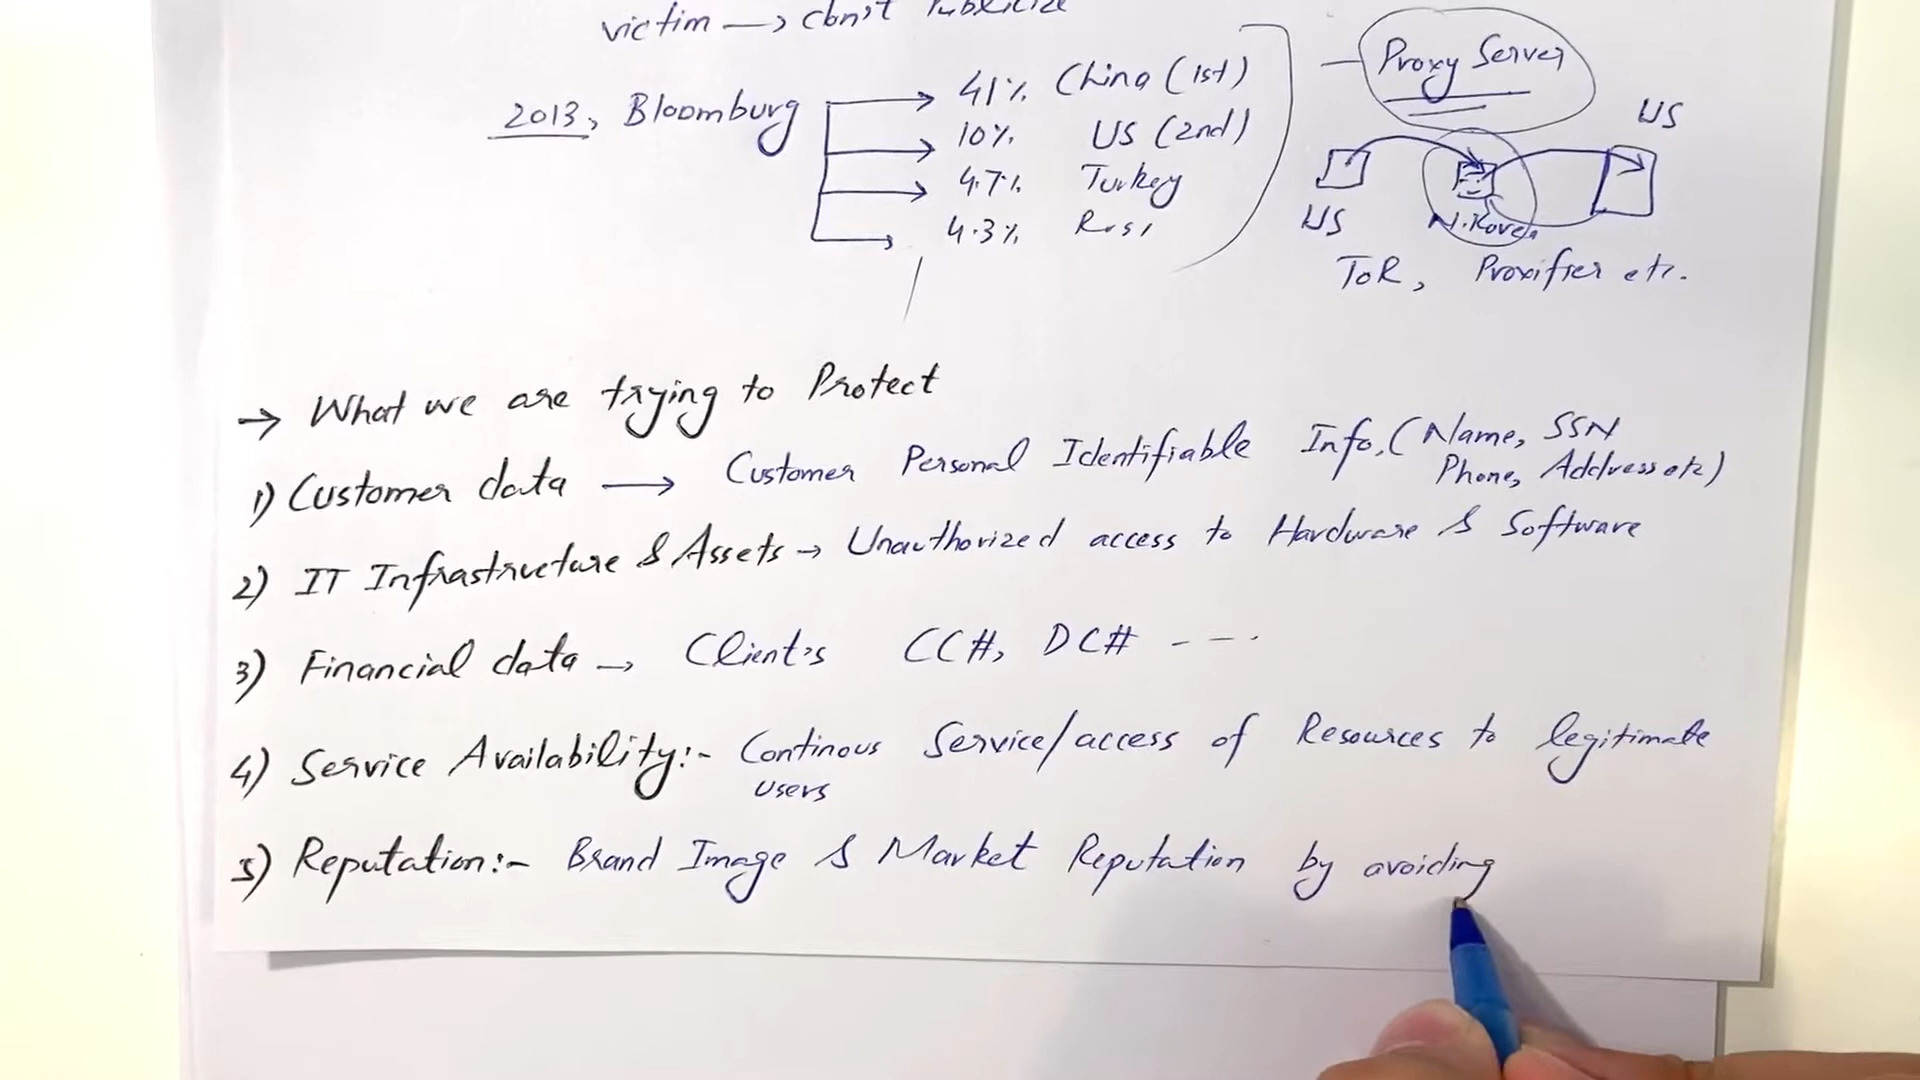 victim → can't Publicize
2013, Bloomburg
41% China (1st)
10% US (2nd)
4.7% Turkey
4.3%
Proxy Server
US
US
N.Korea
ToR, Proxifier etc.
→ What we are trying to Protect
1) Customer data → Customer Personal Identifiable Info. (Name, SSN
Phone, Address etc)
2) IT Infrastructure & Assets → Unauthorized access to Hardware & Software
3) Financial data → Client's CC#, DC# ----
4) Service Availability:- Continous Service/access of Resources to legitimate
users
5) Reputation:- Brand Image & Market Reputation by avoiding